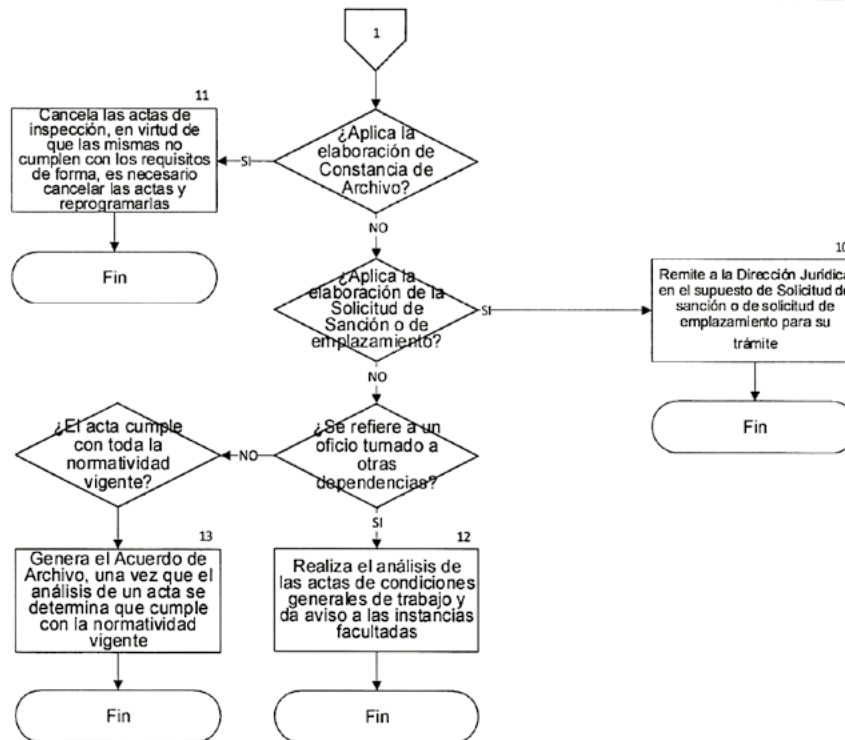 1
11
Cancela las actas de
inspección, en virtud de
que las mismas no
cumplen con los requisitos
de forma, es necesario
cancelar las actas y
reprogramarlas
SI
¿Aplica la
elaboración de
Constancia de
Archivo?
Fin
NO
¿Aplica la
elaboración de la
Solicitud de
Sanción o de
emplazamiento?
SI
10
Remite a la Dirección Jurídica
en el supuesto de Solicitud de
sanción o de solicitud de
emplazamiento para su
trámite
Fin
NO
¿El acta cumple
con toda la
normatividad
vigente?
NO
¿Se refiere a un
oficio turnado a
otras
dependencias?
SI
13
Genera el Acuerdo de
Archivo, una vez que el
análisis de un acta se
determina que cumple
con la normatividad
vigente
12
Realiza el análisis de
las actas de condiciones
generales de trabajo y
da aviso a las instancias
facultadas
Fin
Fin